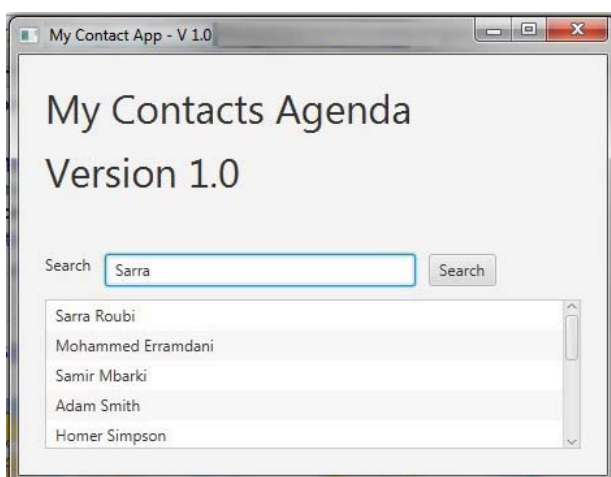 My Contact App - V 1.0
My Contacts Agenda
Version 1.0
Search Sarra Search
Sarra Roubi
Mohammed Erramdani
Samir Mbarki
Adam Smith
Homer Simpson